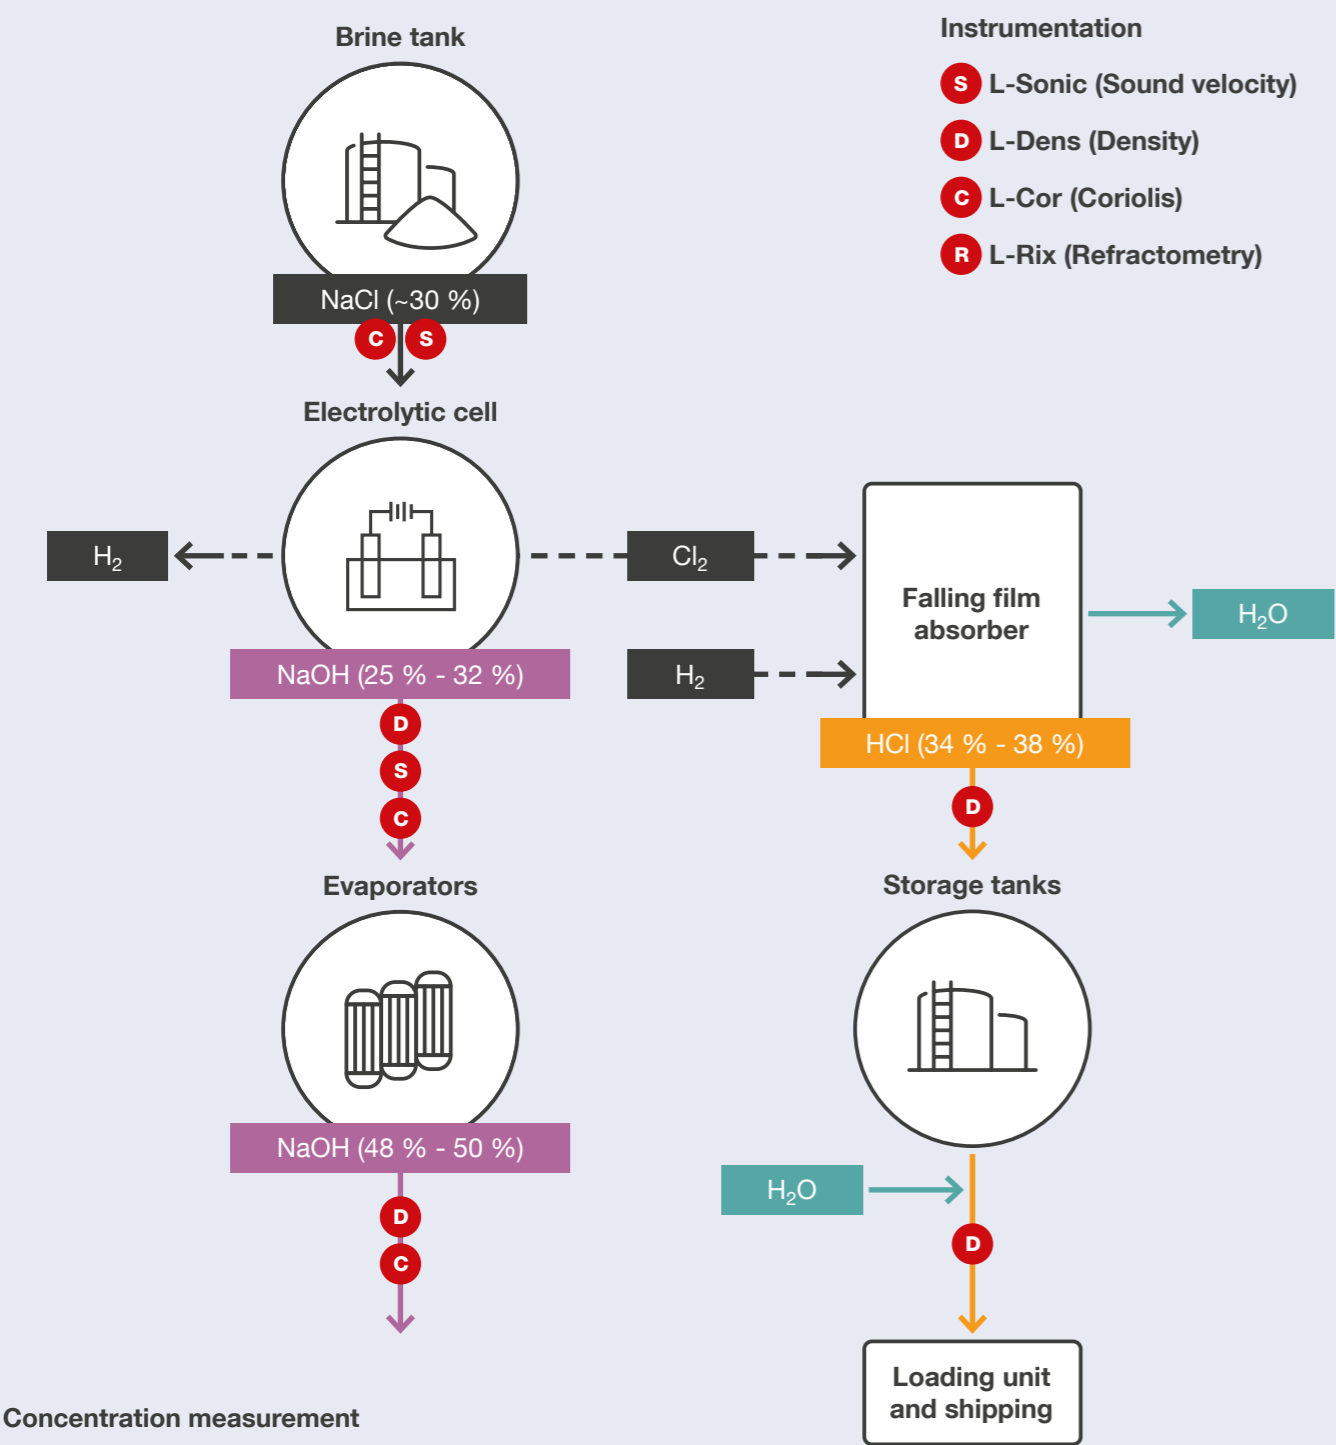 Brine tank
NaCl (~30 %)
C S
Electrolytic cell
H₂
Cl₂
NaOH (25 % - 32 %)
D
S
C
H₂
Falling film
absorber
H₂O
HCl (34 % - 38 %)
D
Evaporators
NaOH (48 % - 50 %)
D
C
Storage tanks
H₂O
D
Loading unit
and shipping
Instrumentation
S L-Sonic (Sound velocity)
D L-Dens (Density)
C L-Cor (Coriolis)
R L-Rix (Refractometry)
Concentration measurement